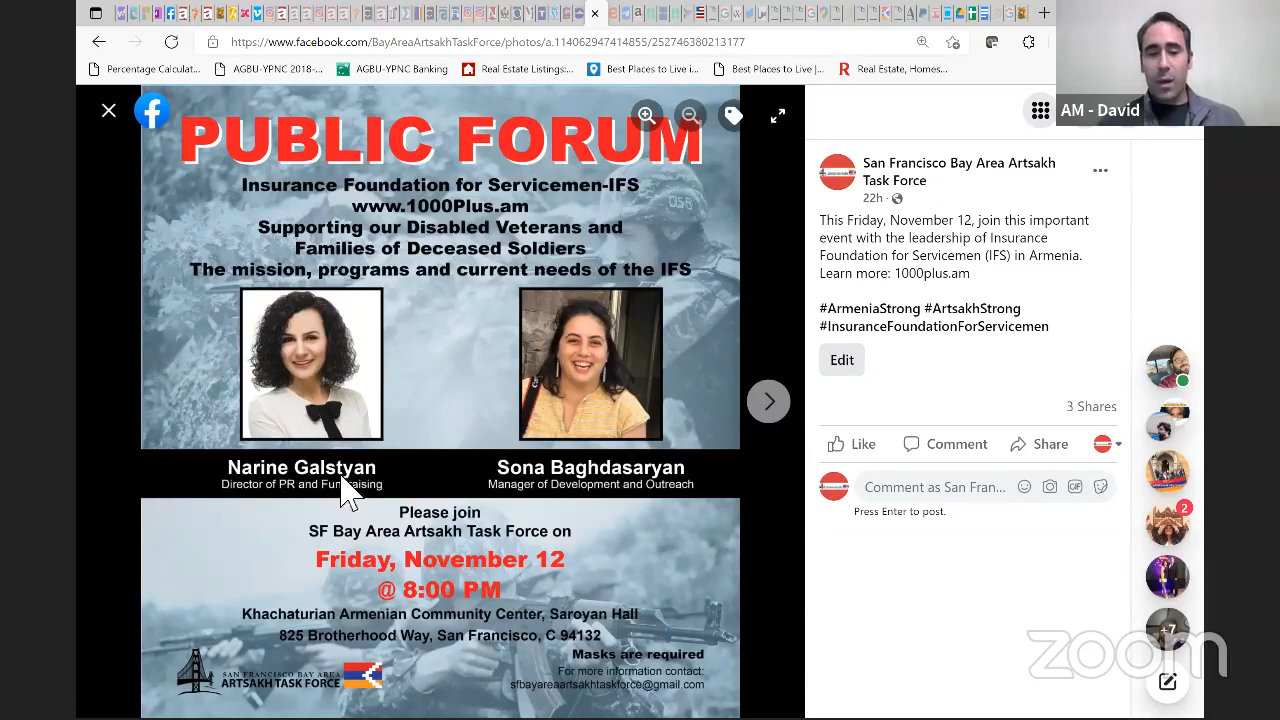 https://www.facebook.com/BayAreaArtsakhTaskForce/photos/a.114062947414855/252746380213177
Percentage Calculat...
AGBU-YPNC 2018-...
AGBU-YPNC Banking
Real Estate Listings:...
Best Places to Live i...
Best Places to Live |...
Real Estate, Homes...
AM - David
PUBLIC FORUM
Insurance Foundation for Servicemen-IFS
www.1000Plus.am
Supporting our Disabled Veterans and
Families of Deceased Soldiers
The mission, programs and current needs of the IFS
Narine Galstyan
Director of PR and Fundraising
Sona Baghdasaryan
Manager of Development and Outreach
Please join
SF Bay Area Artsakh Task Force on
Friday, November 12
@ 8:00 PM
Khachaturian Armenian Community Center, Saroyan Hall
825 Brotherhood Way, San Francisco, C 94132
Masks are required
For more information contact:
sfbayareaartsakhtaskforce@gmail.com
SAN FRANCISCO BAY AREA
ARTSAKH TASK FORCE
San Francisco Bay Area Artsakh
Task Force
22h
This Friday, November 12, join this important
event with the leadership of Insurance
Foundation for Servicemen (IFS) in Armenia.
Learn more: 1000plus.am
#ArmeniaStrong #ArtsakhStrong
#InsuranceFoundationForServicemen
Edit
3 Shares
Like
Comment
Share
Comment as San Fran...
GIF
Press Enter to post.
2
+7
zoom